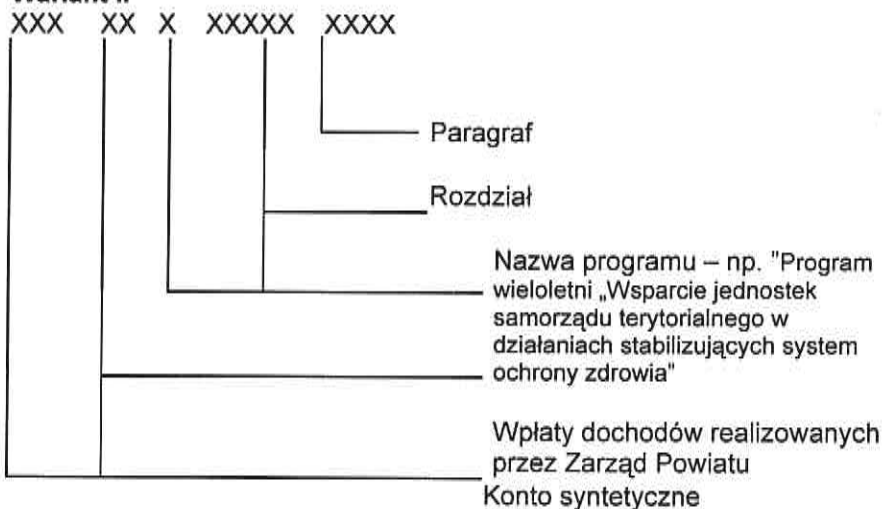 XXX XX X XXXXX XXXX
Paragraf
Rozdział
Nazwa programu – np. "Program
wieloletni „Wsparcie jednostek
samorządu terytorialnego w
działaniach stabilizujących system
ochrony zdrowia"
Wpłaty dochodów realizowanych
przez Zarząd Powiatu
Konto syntetyczne